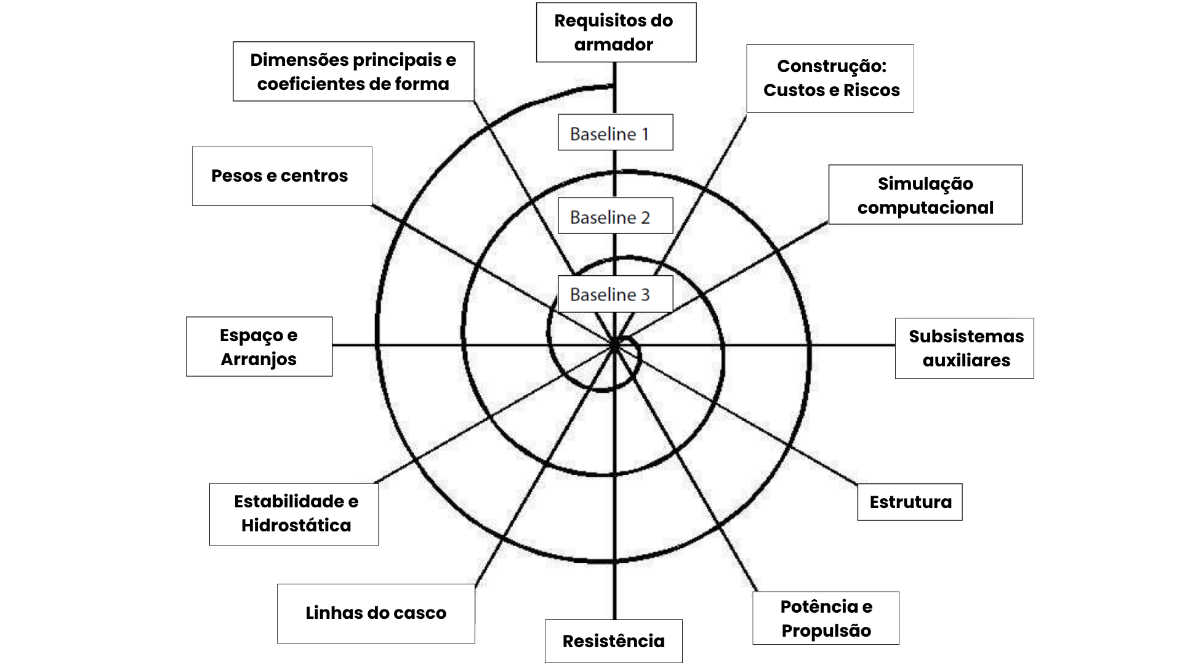 Requisitos do
armador
Dimensões principais e
coeficientes de forma
Construção:
Custos e Riscos
Baseline 1
Pesos e centros
Simulação
computacional
Baseline 2
Baseline 3
Espaço e
Arranjos
Subsistemas
auxiliares
Estabilidade e
Hidrostática
Estrutura
Linhas do casco
Potência e
Propulsão
Resistência